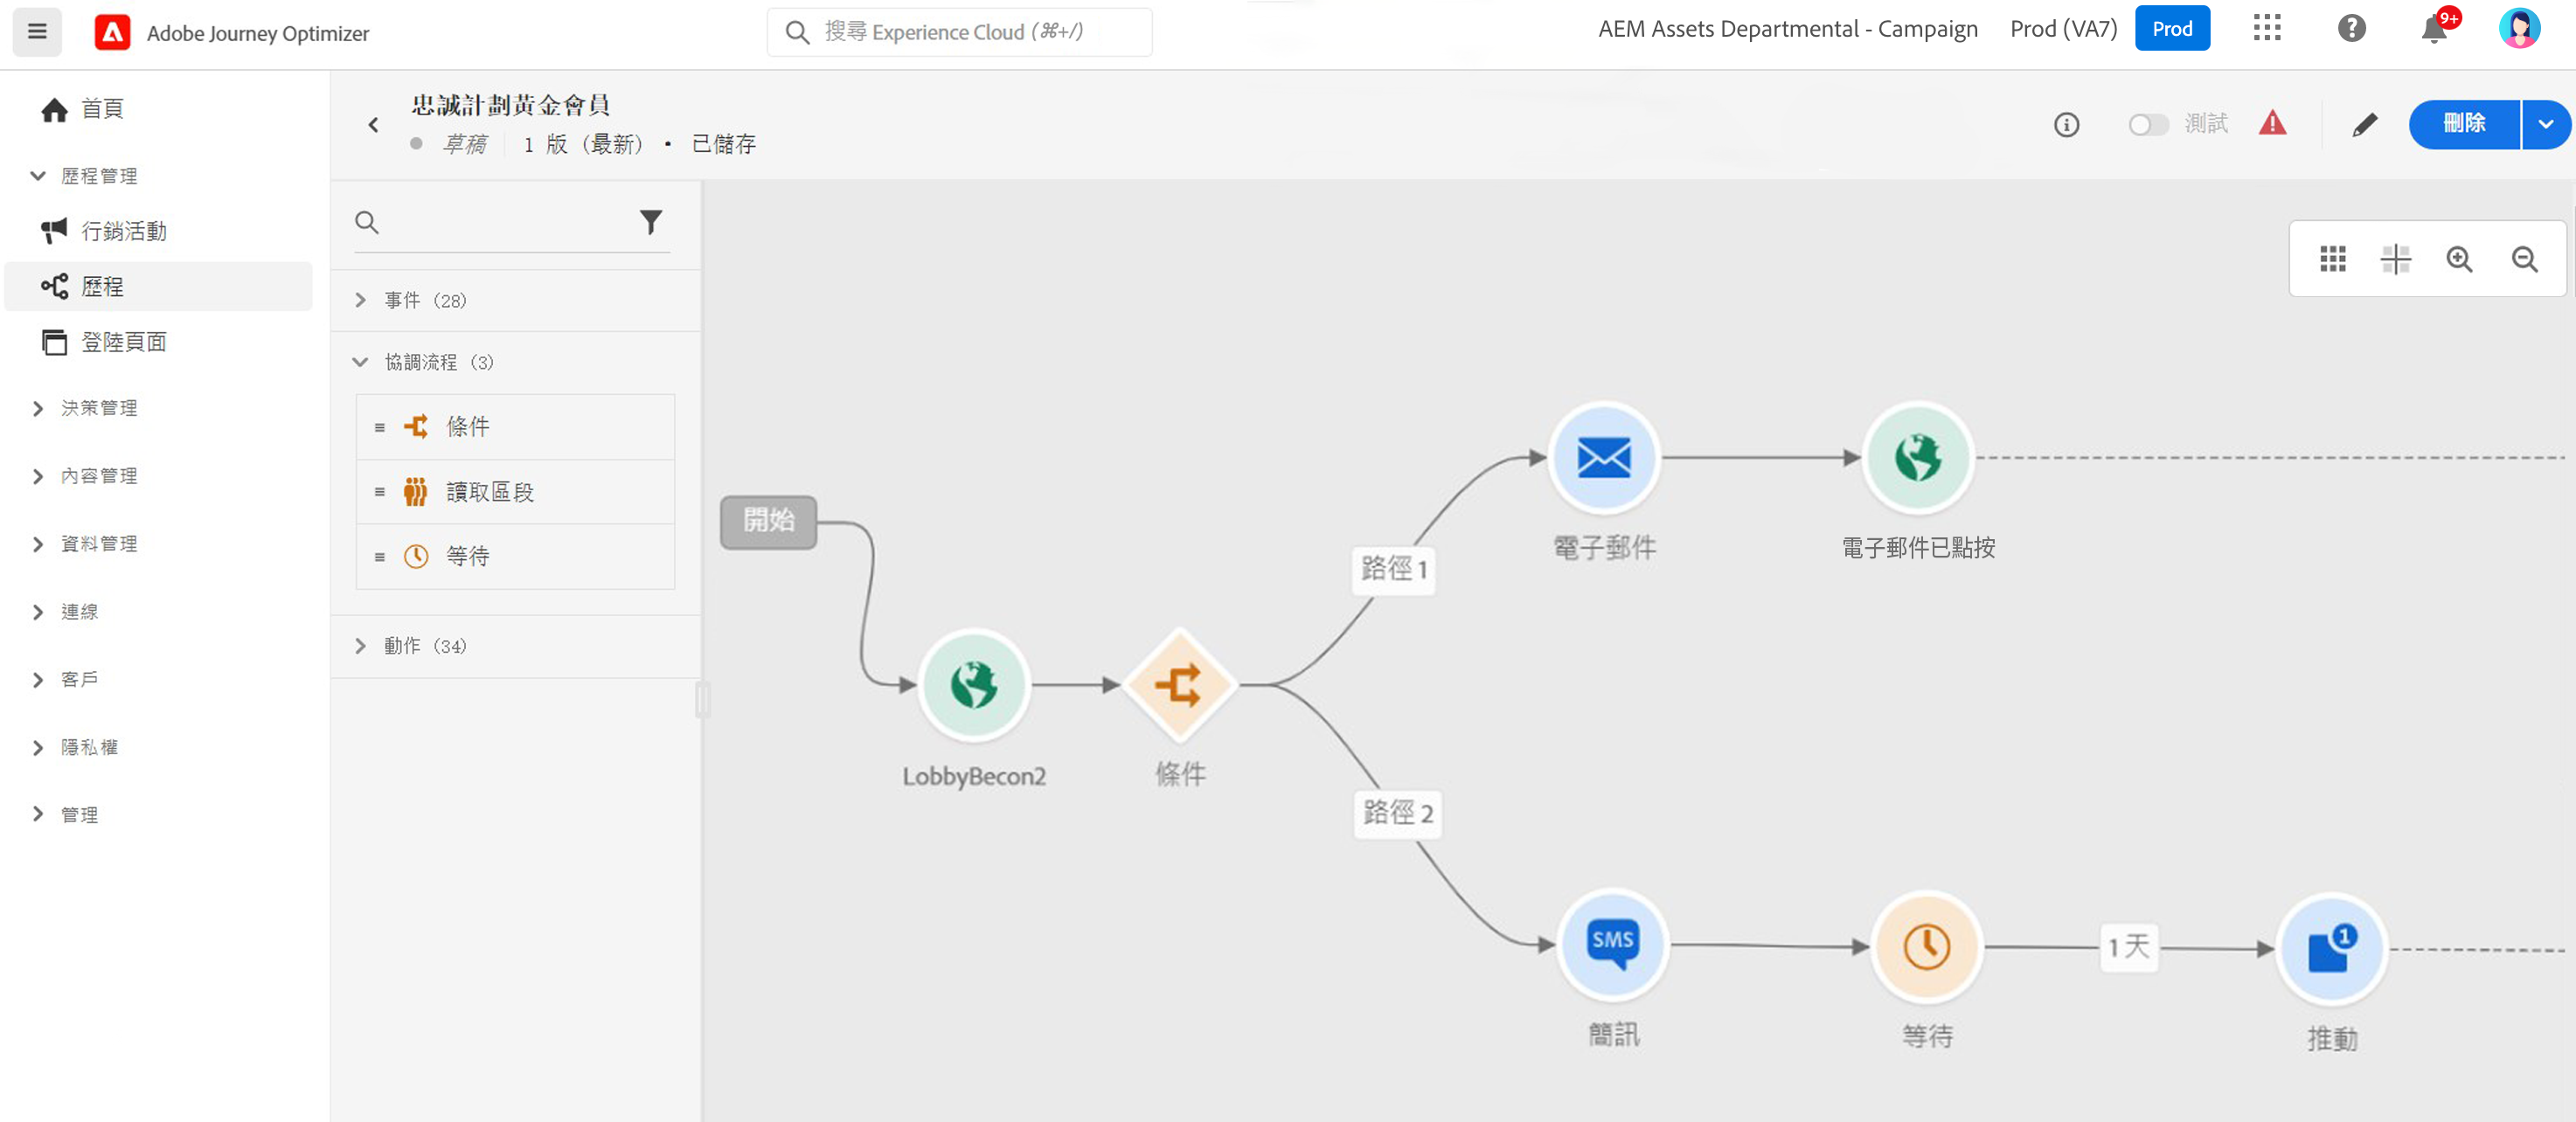 Adobe Journey Optimizer
搜尋 Experience Cloud (⌘+/)
AEM Assets Departmental - Campaign
Prod (VA7)
Prod
9+
首頁
歷程管理
行銷活動
歷程
登陸頁面
決策管理
內容管理
資料管理
連線
客戶
隱私權
管理
忠誠計劃黃金會員
草稿 1 版 (最新) • 已儲存
測試
刪除
事件 (28)
協調流程 (3)
條件
讀取區段
等待
動作 (34)
開始
LobbyBecon2
條件
路徑 1
電子郵件
電子郵件已點按
路徑 2
SMS
簡訊
等待
1 天
1
推動